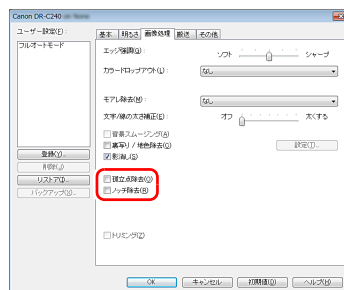 Canon DR-C240
ユーザー設定(F):
フルオートモード
登録(Y)...
削除(J)
リストア(I)...
バックアップ(X)...
基本 明るさ 画像処理 搬送 その他
エッジ強調(G): ソフト シャープ
カラードロップアウト(L): なし
モアレ除去(M): なし
文字/線の太さ補正(E): オフ 太くする
背景スムージング(A)
裏写り / 地色除去(C) 設定(T)...
影消し(S)
孤立点除去(O)
ノッチ除去(R)
トリミング(Z)
OK キャンセル 初期値(D) ヘルプ(H)